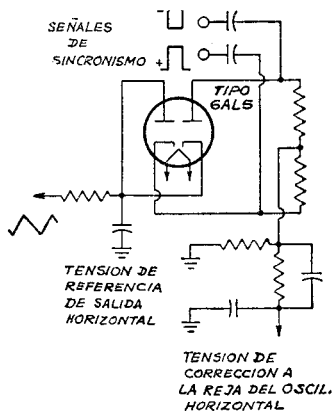 SEÑALES
DE
SINCRONISMO
-
+
TIPO
6AL5
TENSION DE
REFERENCIA
DE SALIDA
HORIZONTAL
TENSION DE
CORRECCION A
LA REJA DEL OSCIL.
HORIZONTAL